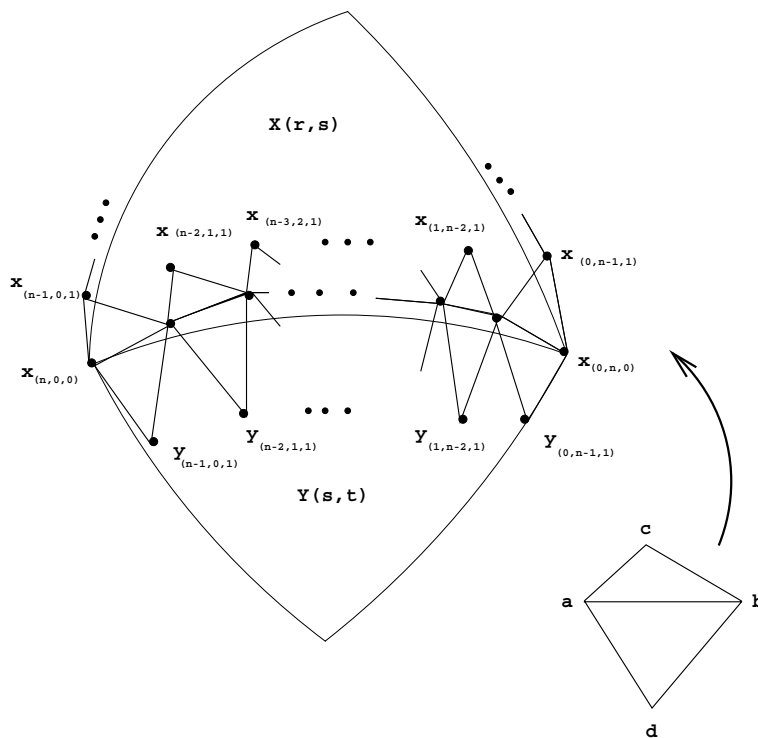 X(r,s)
x (n-3,2,1)
x (n-2,1,1)
x (1,n-2,1)
x (0,n-1,1)
x (n-1,0,1)
x (n,0,0)
x (0,n,0)
y (n-1,0,1)
y (n-2,1,1)
y (1,n-2,1)
y (0,n-1,1)
Y(s,t)
c
a
b
d